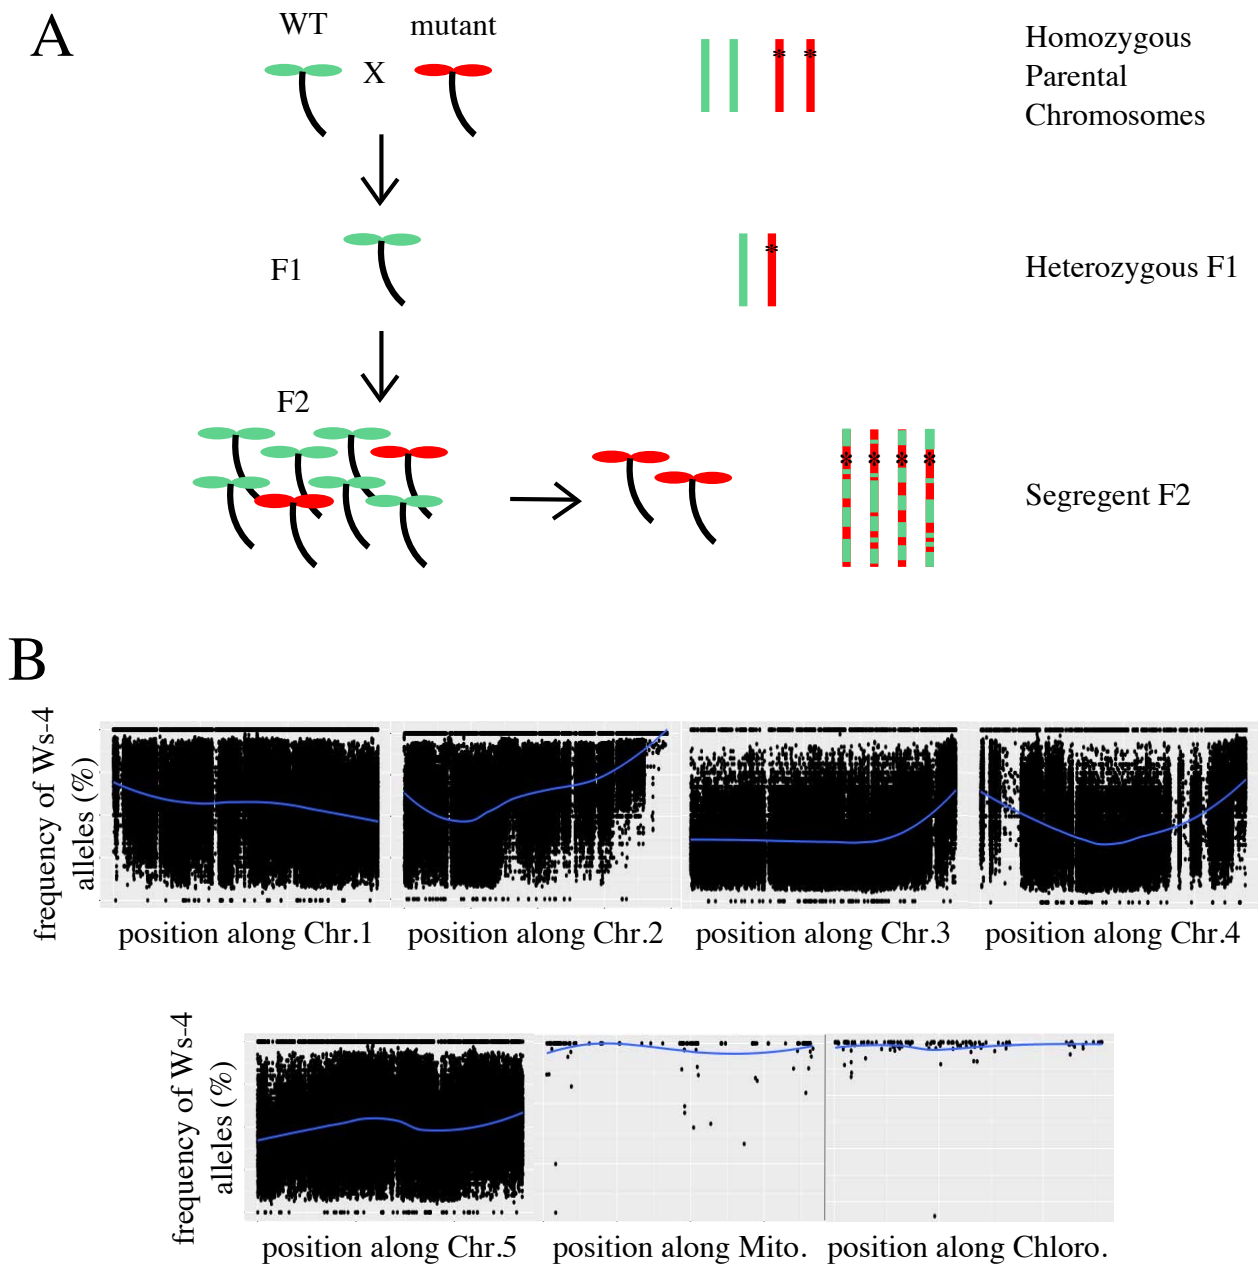 A
WT
mutant
X
Homozygous
Parental
Chromosomes
F1
Heterozygous F1
F2
Segregent F2
B
frequency of Ws-4
alleles (%)
position along Chr.1
position along Chr.2
position along Chr.3
position along Chr.4
frequency of Ws-4
alleles (%)
position along Chr.5
position along Mito.
position along Chloro.